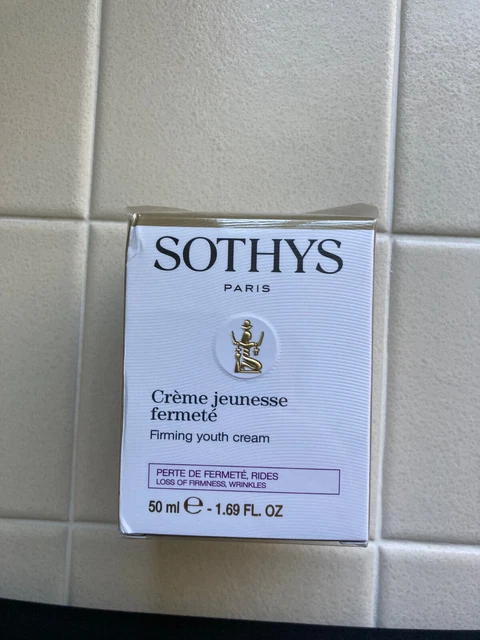 SOTHYS
PARIS
Crème jeunesse
fermeté
Firming youth cream
PERTE DE FERMETÉ, RIDES
LOSS OF FIRMNESS, WRINKLES
50 ml ℮ - 1.69 FL. OZ